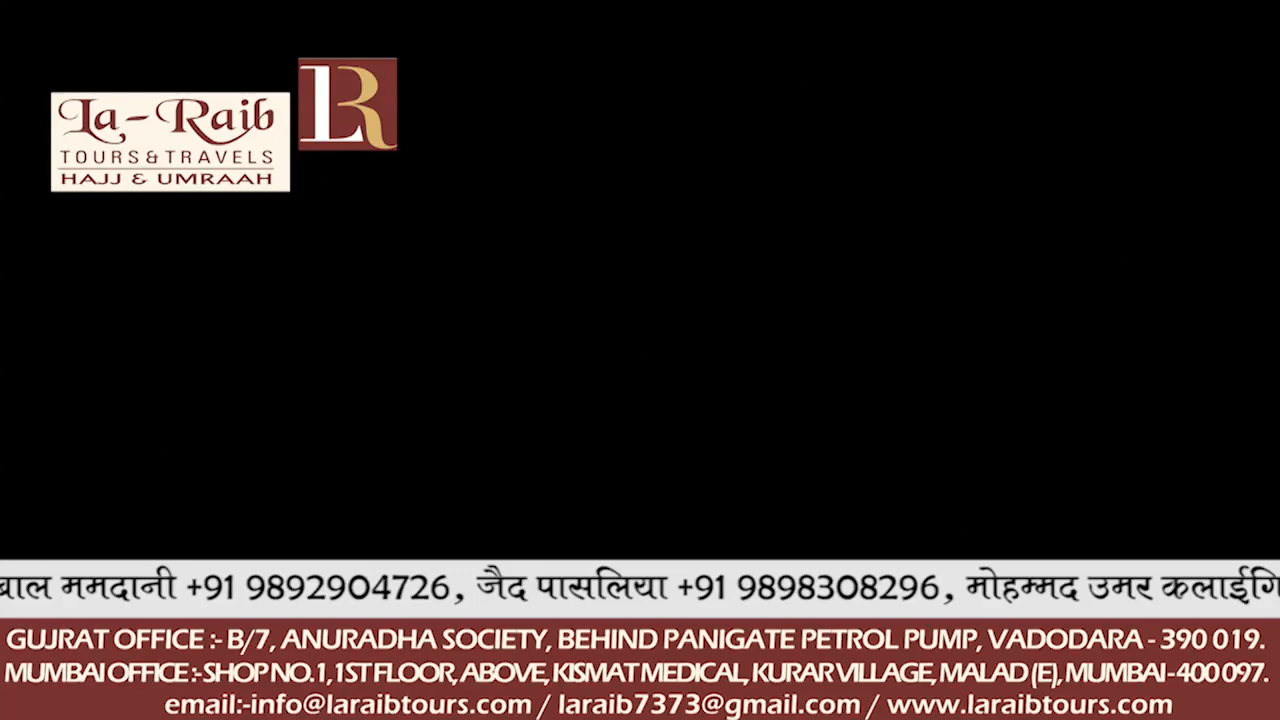 La-Raib
TOURS & TRAVELS
HAJJ & UMRAAH
LR
ममदानी +91 9892904726, जैद पासलिया +91 9898308296, मोहम्मद उमर
GUJRAT OFFICE :- B/7, ANURADHA SOCIETY, BEHIND PANIGATE PETROL PUMP, VADODARA - 390 019.
MUMBAI OFFICE :- SHOP NO. 1, 1ST FLOOR, ABOVE, KISMAT MEDICAL, KURAR VILLAGE, MALAD (E), MUMBAI - 400 097.
email:-info@laraibtours.com / laraib7373@gmail.com / www.laraibtours.com